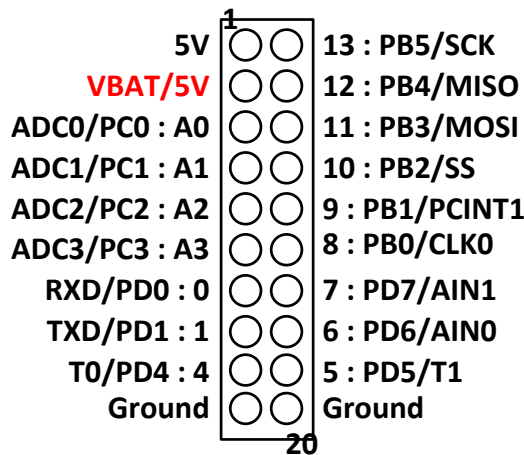 1
5V 13 : PB5/SCK
VBAT/5V 12 : PB4/MISO
ADC0/PC0 : A0 11 : PB3/MOSI
ADC1/PC1 : A1 10 : PB2/SS
ADC2/PC2 : A2 9 : PB1/PCINT1
ADC3/PC3 : A3 8 : PB0/CLK0
RXD/PD0 : 0 7 : PD7/AIN1
TXD/PD1 : 1 6 : PD6/AIN0
T0/PD4 : 4 5 : PD5/T1
Ground Ground
20